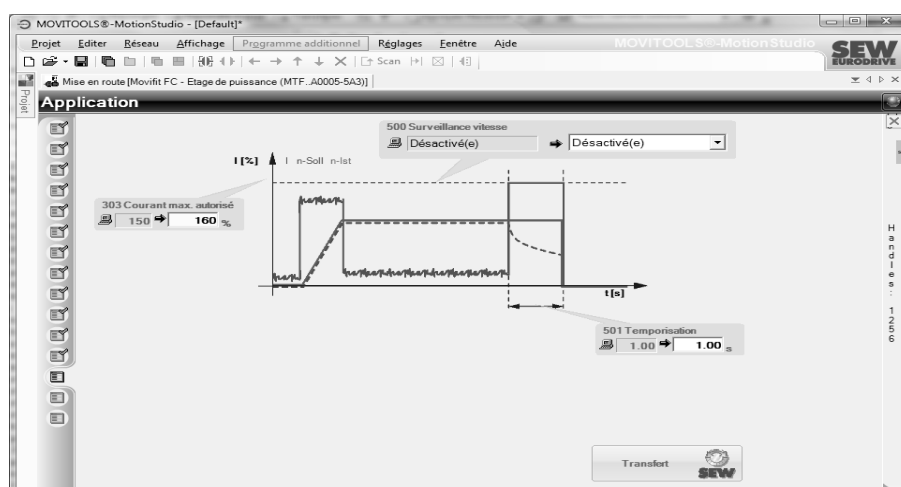 MOVITOOLS®-MotionStudio - [Default]*
Projet Editer Réseau Affichage Programme additionnel Réglages Fenêtre Ajde MOVITOOLS®-MotionStudio
SEW
EURODRIVE
Scan
Mise en route [Movifit FC - Etage de puissance (MTF..A0005-5A3)]
Projet
Application
500 Surveillance vitesse
Désactivé(e) Désactivé(e)
I [%] I n-Soll n-Ist
303 Courant max. autorisé
150 160 %
t [s]
501 Temporisation
1.00 1.00 s
Handles: 1256
Transfert
SEW